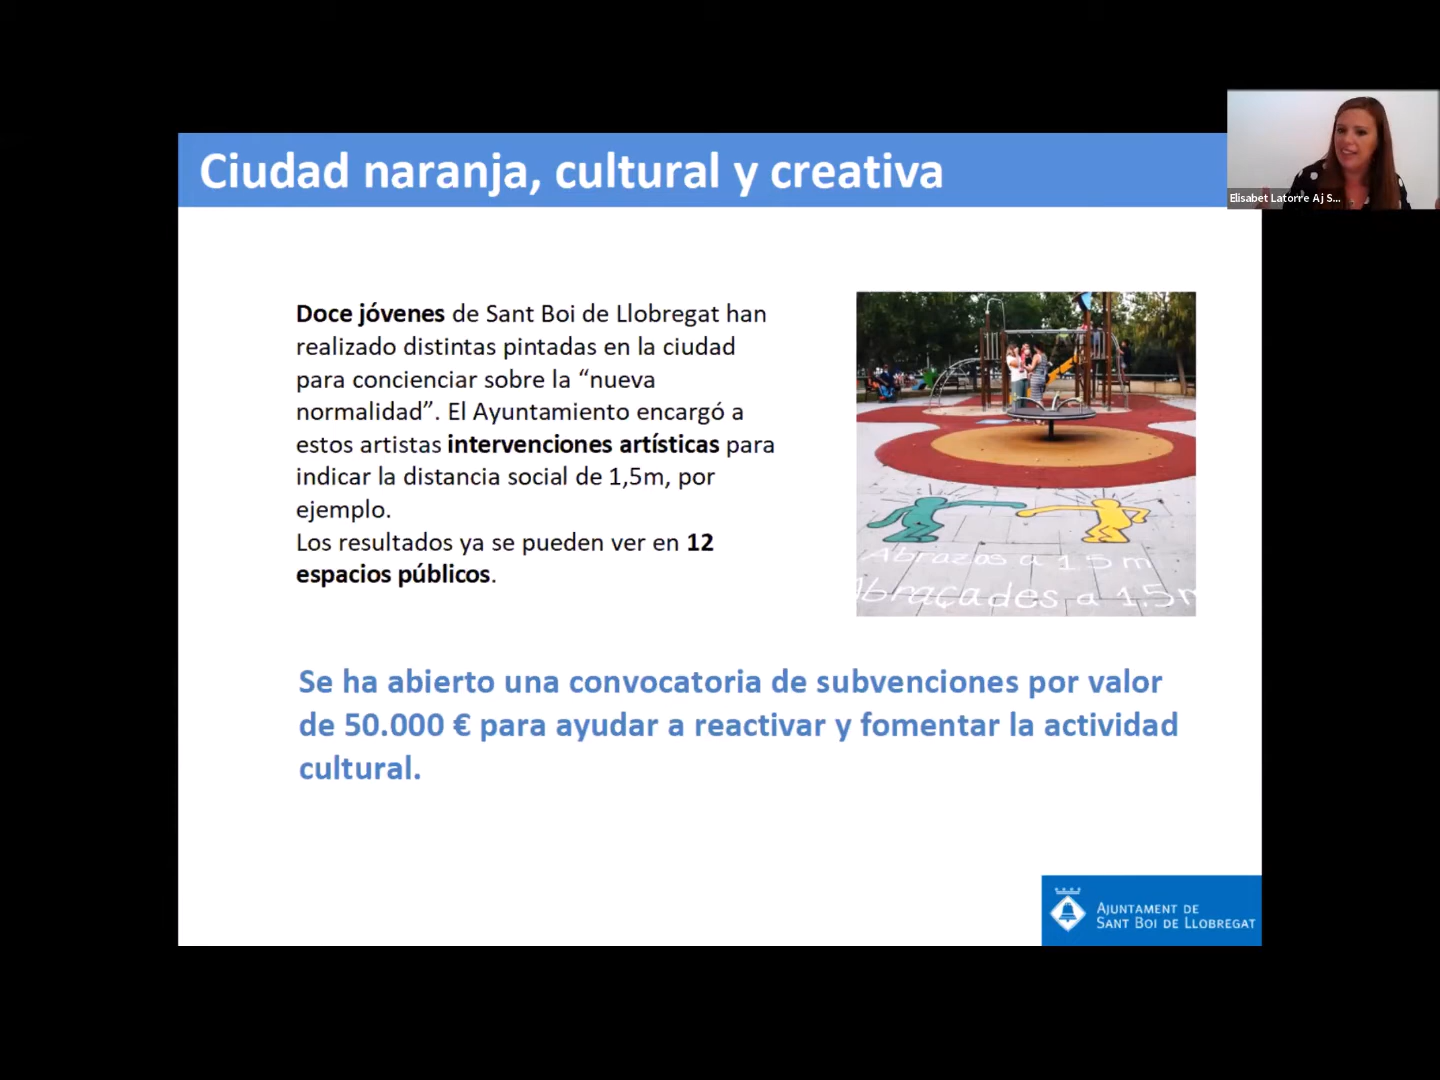 Ciudad naranja, cultural y creativa
Elisabet Latorre Aj S...
Doce jóvenes de Sant Boi de Llobregat han
realizado distintas pintadas en la ciudad
para concienciar sobre la “nueva
normalidad”. El Ayuntamiento encargó a
estos artistas intervenciones artísticas para
indicar la distancia social de 1,5m, por
ejemplo.
Los resultados ya se pueden ver en 12
espacios públicos.
Abrazos a 1.5 m
Abraçades a 1.5m
Se ha abierto una convocatoria de subvenciones por valor
de 50.000 € para ayudar a reactivar y fomentar la actividad
cultural.
AJUNTAMENT DE
SANT BOI DE LLOBREGAT